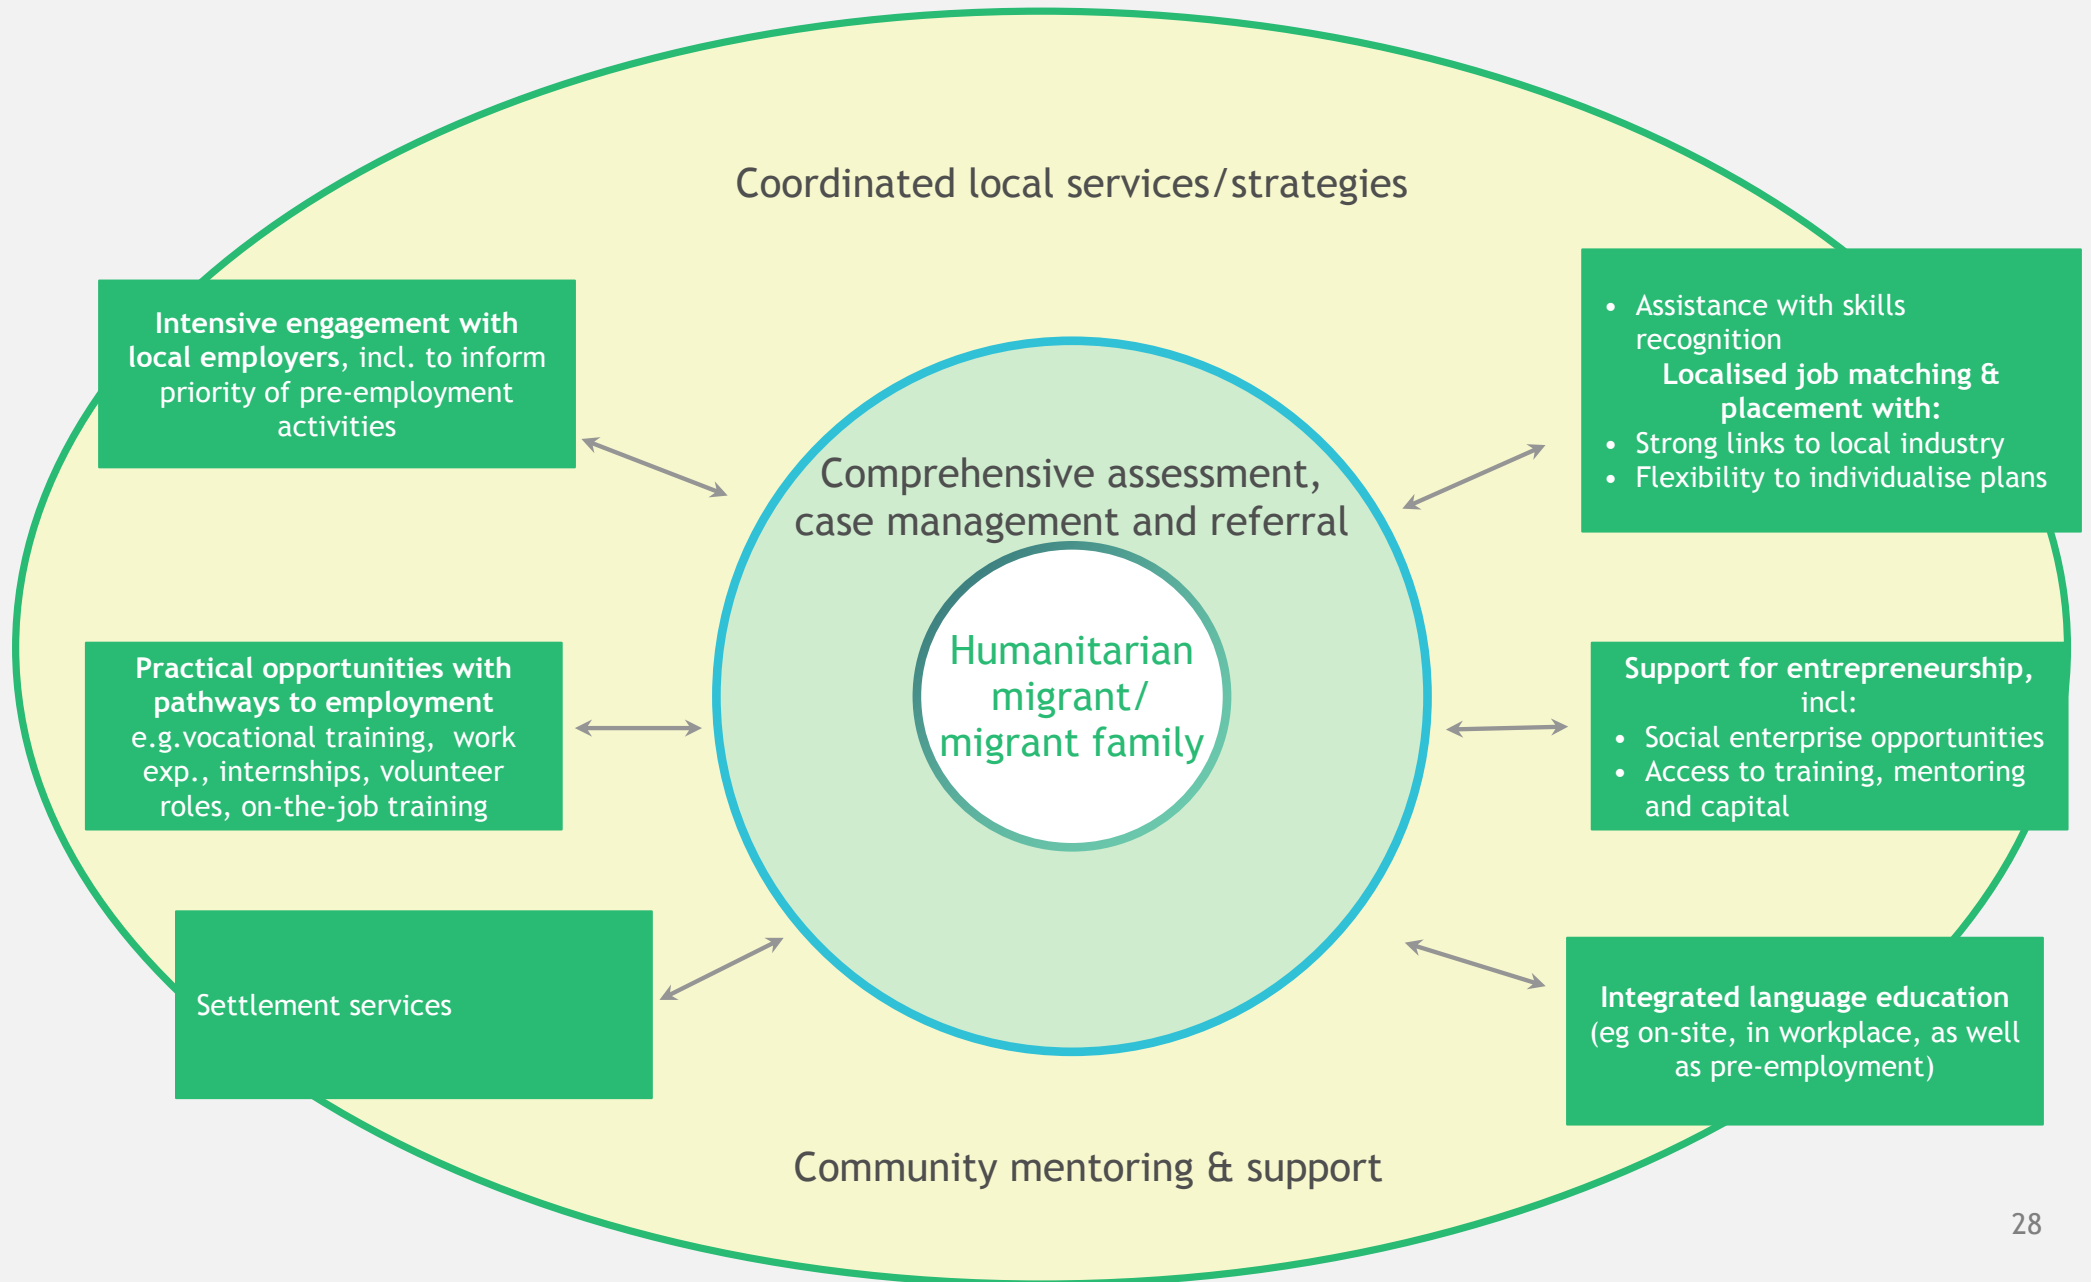 Coordinated local services/strategies
Intensive engagement with
local employers, incl. to inform
priority of pre-employment
activities
• Assistance with skills
recognition
Localised job matching &
placement with:
• Strong links to local industry
• Flexibility to individualise plans
Comprehensive assessment,
case management and referral
Humanitarian
migrant/
migrant family
Practical opportunities with
pathways to employment
e.g.vocational training, work
exp., internships, volunteer
roles, on-the-job training
Support for entrepreneurship,
incl:
• Social enterprise opportunities
• Access to training, mentoring
and capital
Settlement services
Integrated language education
(eg on-site, in workplace, as well
as pre-employment)
Community mentoring & support
28